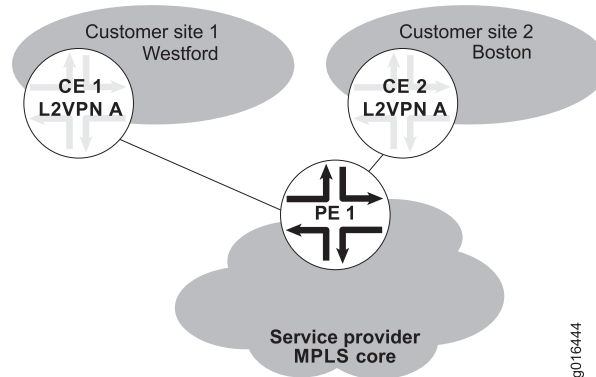 Customer site 1
Westford
CE 1
L2VPN A
Customer site 2
Boston
CE 2
L2VPN A
PE 1
Service provider
MPLS core
g016444